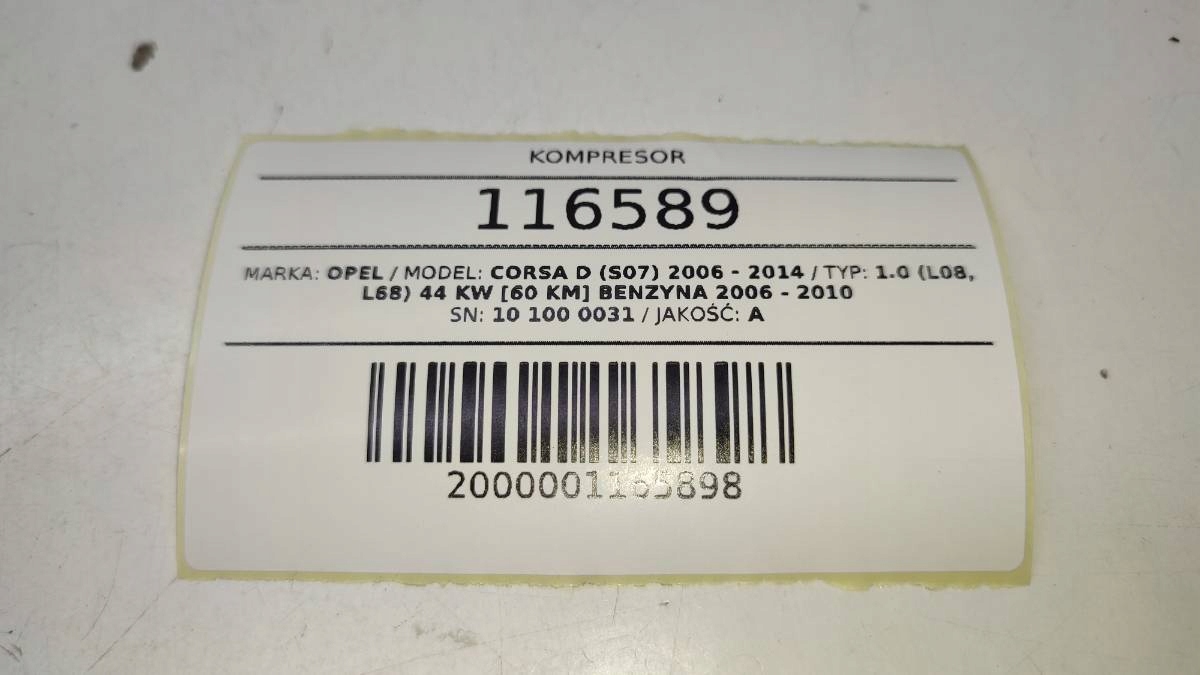 KOMPRESOR
116589
MARKA: OPEL / MODEL: CORSA D (S07) 2006 - 2014 / TYP: 1.0 (L08,
L68) 44 KW [60 KM] BENZYNA 2006 - 2010
SN: 10 100 0031 / JAKOŚĆ: A
2000001165898